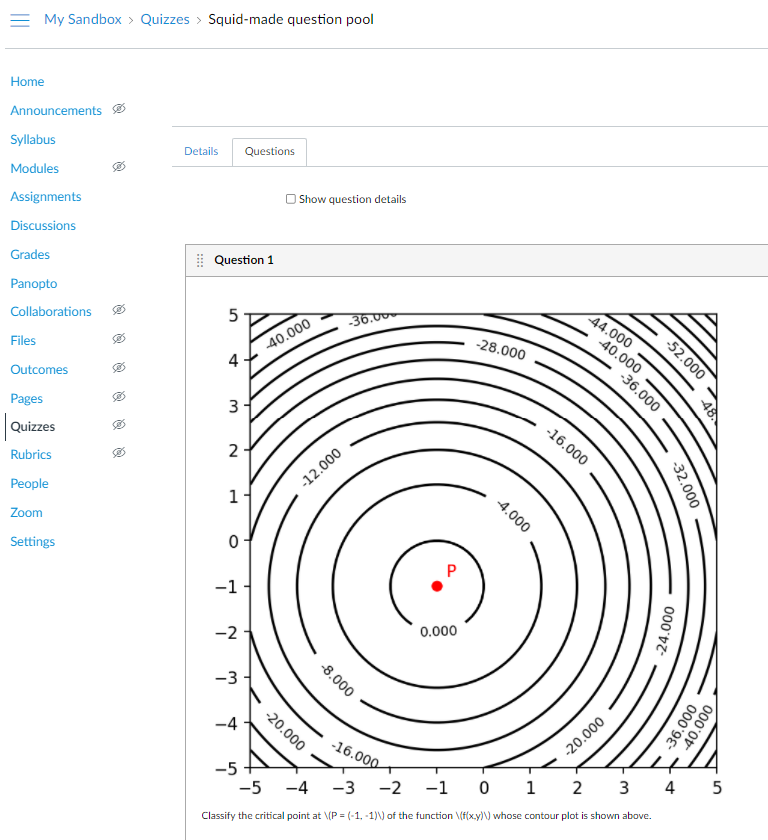 My Sandbox > Quizzes > Squid-made question pool
Home
Announcements
Syllabus
Modules
Assignments
Discussions
Grades
Panopto
Collaborations
Files
Outcomes
Pages
Quizzes
Rubrics
People
Zoom
Settings
Details Questions
Show question details
Question 1
5
4
3
2
1
0
−1
−2
−3
−4
−5
-40.000
-36.000
-28.000
-44.000
-40.000
-36.000
-52.000
-48.
-12.000
-16.000
-32.000
-4.000
P
0.000
-24.000
-8.000
-20.000
-16.000
-20.000
-36.000
-40.000
−5 −4 −3 −2 −1 0 1 2 3 4 5
Classify the critical point at \(P = (-1, -1)\) of the function \(f(x,y)\) whose contour plot is shown above.